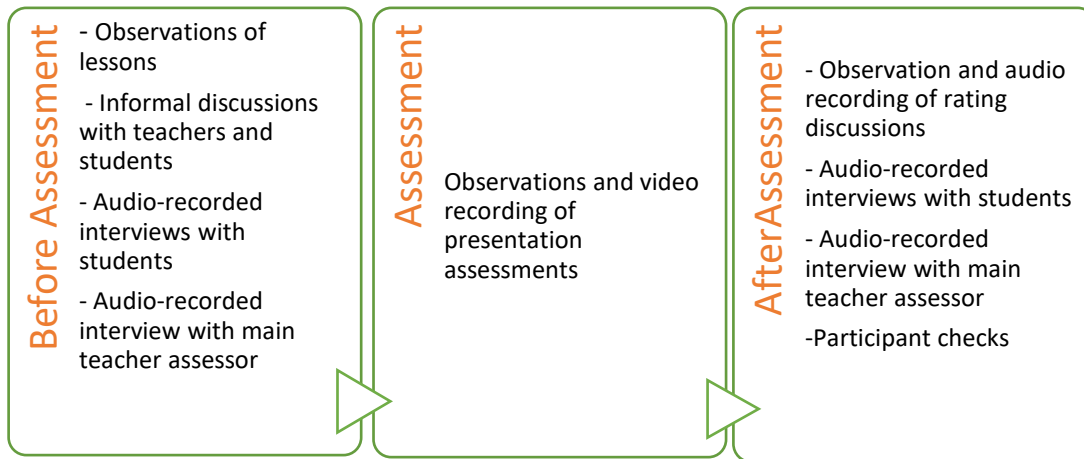 Before Assessment
- Observations of
lessons
- Informal discussions
with teachers and
students
- Audio-recorded
interviews with
students
- Audio-recorded
interview with main
teacher assessor
Assessment
Observations and video
recording of
presentation
assessments
AfterAssessment
- Observation and audio
recording of rating
discussions
- Audio-recorded
interviews with students
- Audio-recorded
interview with main
teacher assessor
-Participant checks